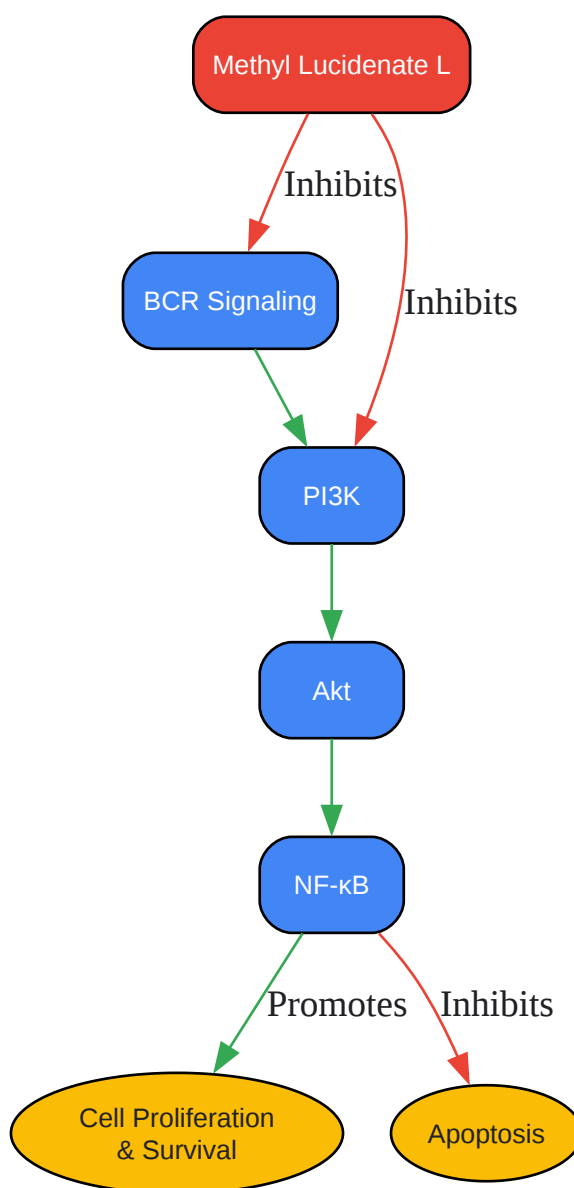 Methyl Lucidenate L
Inhibits
BCR Signaling
Inhibits
PI3K
Akt
NF-κB
Promotes
Inhibits
Cell Proliferation
& Survival
Apoptosis